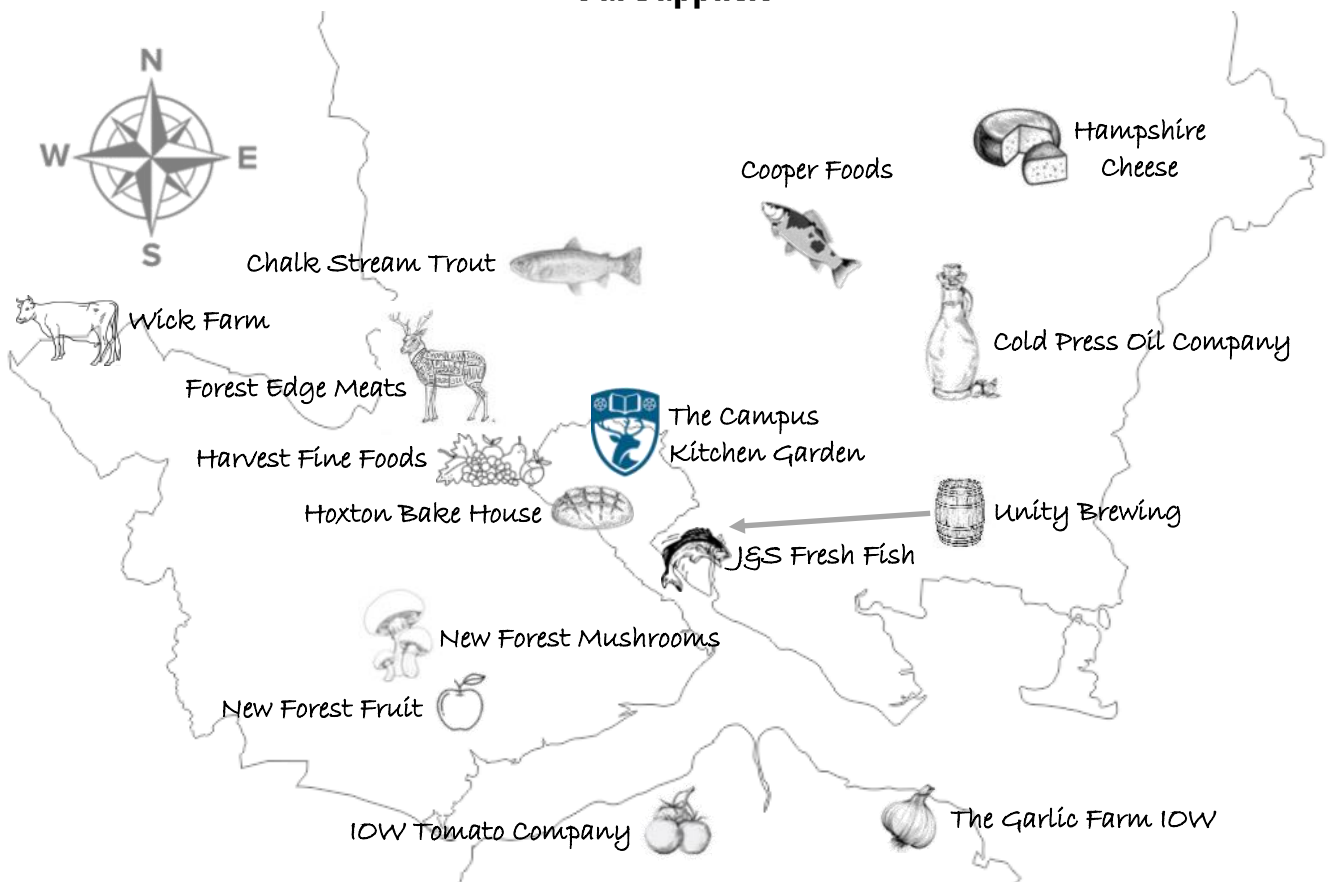 N
W E
S
Hampshire
Cheese
Cooper Foods
Chalk Stream Trout
Wick Farm
Cold Press Oil Company
Forest Edge Meats
The Campus
Kitchen Garden
Harvest Fine Foods
Hoxton Bake House
Unity Brewing
J&S Fresh Fish
New Forest Mushrooms
New Forest Fruit
IOW Tomato Company
The Garlic Farm IOW